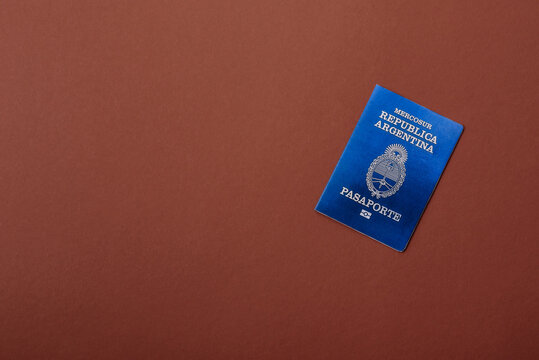 MERCOSUR
REPUBLICA
ARGENTINA
PASAPORTE